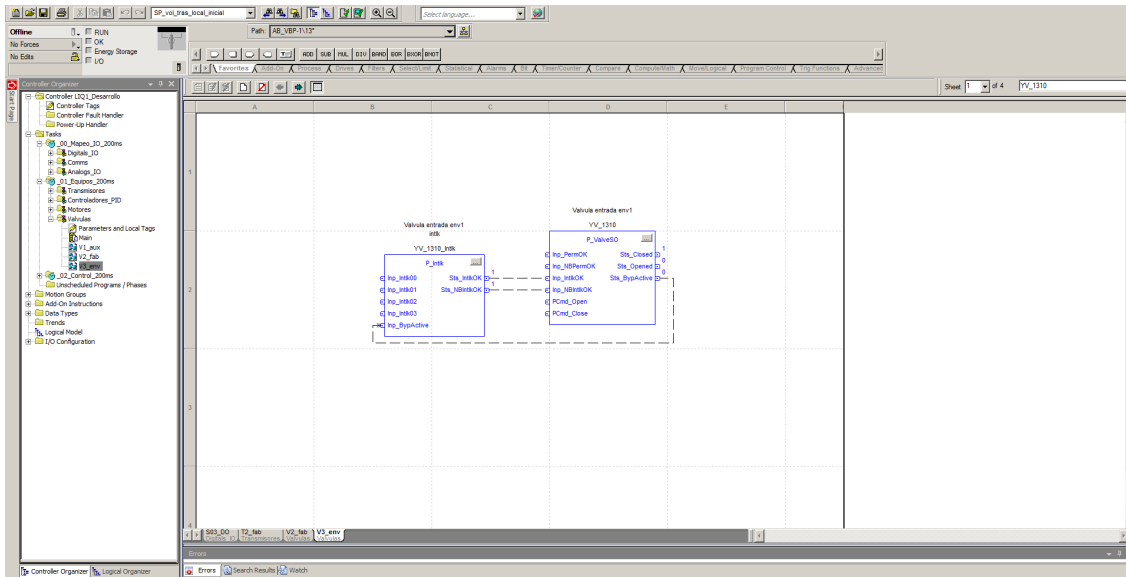 SP_vol_tras_local_inicial
Select language...
Offline
RUN
No Forces
OK
No Edits
Energy Storage
I/O
Path: AB_VBP-1\13*
ADD SUB MUL DIV BAND BOR BXOR BNOT
Favorites Add-On Process Drives Filters Select/Limit Statistical Alarms Bit Timer/Counter Compare Compute/Math Move/Logical Program Control Trig Functions Advanced
Start Page
Controller Organizer
Controller LIQ1_Desarrollo
Controller Tags
Controller Fault Handler
Power-Up Handler
Tasks
_00_Mapeo_IO_200ms
Digitals_IO
Comms
Analogs_IO
_01_Equipos_200ms
Transmisores
Controladores_PID
Motores
Valvulas
Parameters and Local Tags
Main
V1_aux
V2_fab
V3_env
_02_Control_200ms
Unscheduled Programs / Phases
Motion Groups
Add-On Instructions
Data Types
Trends
Logical Model
I/O Configuration
Sheet 1 of 4 YV_1310
A B C D E
1
2
3
4
Valvula entrada env1
intlk
YV_1310_Intlk
P_Intlk
...
Inp_Intlk00 Sts_IntlkOK 1
Inp_Intlk01 Sts_NBIntlkOK 1
Inp_Intlk02
Inp_Intlk03
Inp_BypActive
Valvula entrada env1
YV_1310
P_ValveSO
...
Inp_PermOK Sts_Closed 1
Inp_NBPermOK Sts_Opened 0
Inp_IntlkOK Sts_BypActive 0
Inp_NBIntlkOK
PCmd_Open
PCmd_Close
S03_DO T2_fab V2_fab V3_env
Digitals_IO Transmisores Valvulas Valvulas
Errors
Errors Search Results Watch
Controller Organizer Logical Organizer